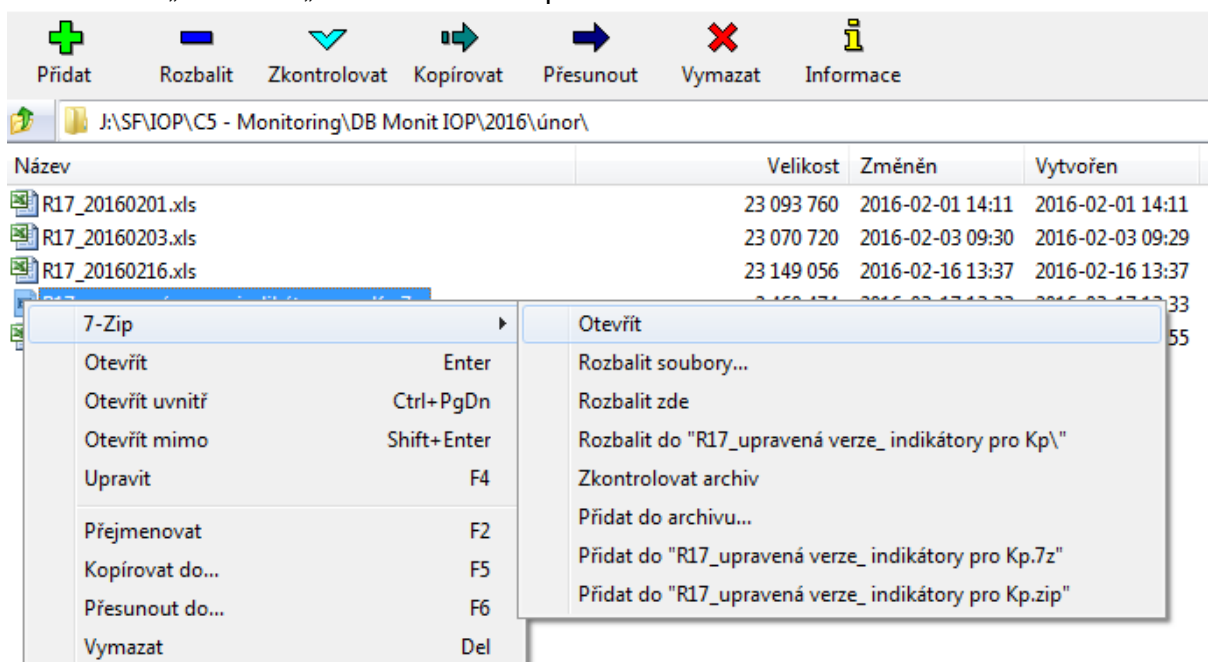 Přidat Rozbalit Zkontrolovat Kopírovat Přesunout Vymazat Informace
J:\SF\IOP\C5 - Monitoring\DB Monit IOP\2016\únor\
Název Velikost Změněn Vytvořen
R17_20160201.xls 23 093 760 2016-02-01 14:11 2016-02-01 14:11
R17_20160203.xls 23 070 720 2016-02-03 09:30 2016-02-03 09:29
R17_20160216.xls 23 149 056 2016-02-16 13:37 2016-02-16 13:37
33
55
7-Zip
Otevřít Enter
Otevřít uvnitř Ctrl+PgDn
Otevřít mimo Shift+Enter
Upravit F4
Přejmenovat F2
Kopírovat do... F5
Přesunout do... F6
Vymazat Del
Otevřít
Rozbalit soubory...
Rozbalit zde
Rozbalit do "R17_upravená verze_ indikátory pro Kp\"
Zkontrolovat archiv
Přidat do archivu...
Přidat do "R17_upravená verze_ indikátory pro Kp.7z"
Přidat do "R17_upravená verze_ indikátory pro Kp.zip"